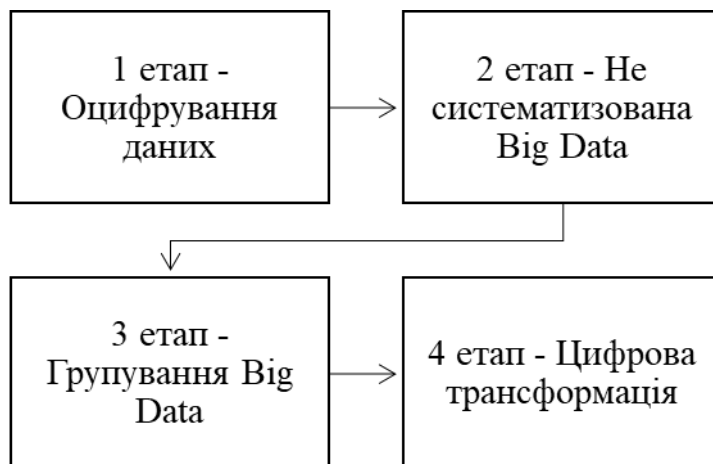 1 етап -
Оцифрування
даних
2 етап - Не
систематизована
Big Data
3 етап -
Групування Big
Data
4 етап - Цифрова
трансформація